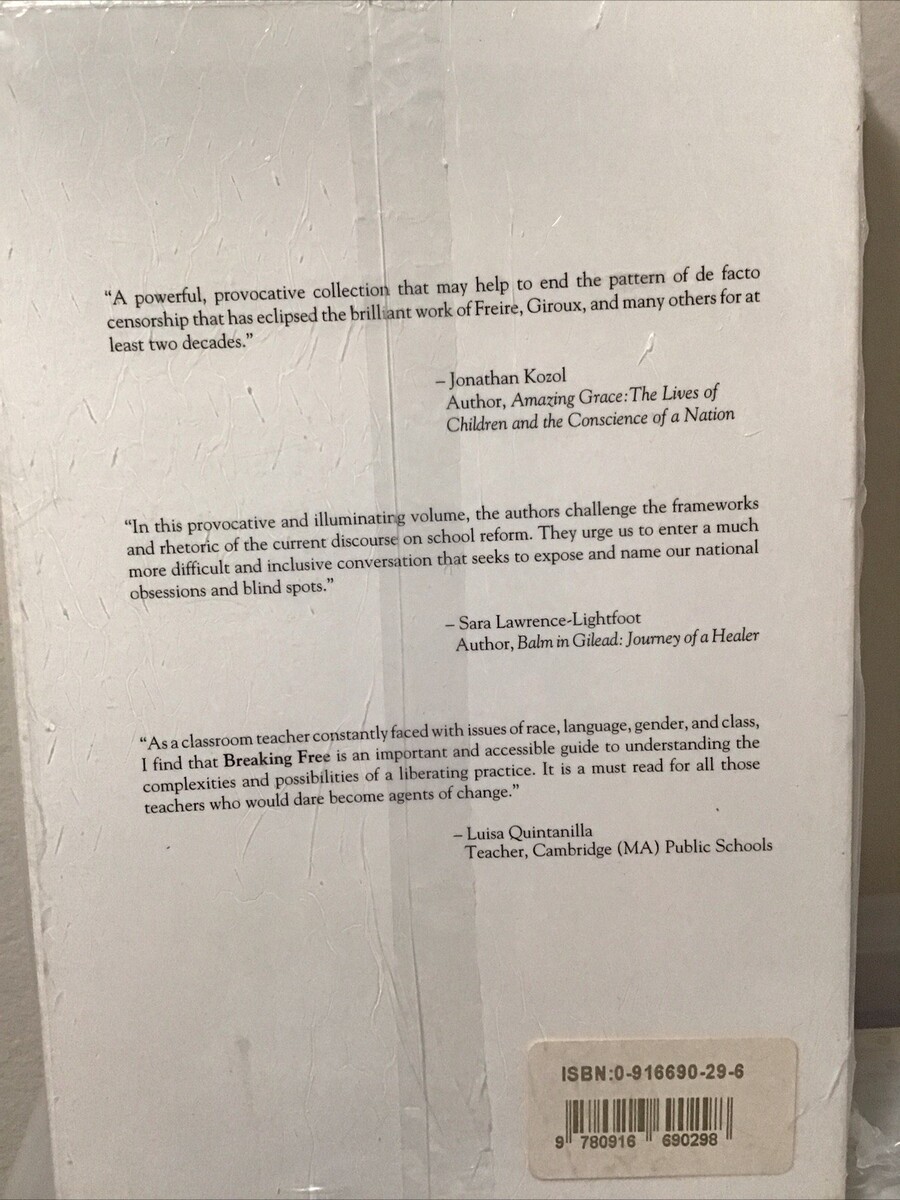 “A powerful, provocative collection that may help to end the pattern of de facto
censorship that has eclipsed the brilliant work of Freire, Giroux, and many others for at
least two decades.”
– Jonathan Kozol
Author, Amazing Grace: The Lives of
Children and the Conscience of a Nation
“In this provocative and illuminating volume, the authors challenge the frameworks
and rhetoric of the current discourse on school reform. They urge us to enter a much
more difficult and inclusive conversation that seeks to expose and name our national
obsessions and blind spots.”
– Sara Lawrence-Lightfoot
Author, Balm in Gilead: Journey of a Healer
“As a classroom teacher constantly faced with issues of race, language, gender, and class,
I find that Breaking Free is an important and accessible guide to understanding the
complexities and possibilities of a liberating practice. It is a must read for all those
teachers who would dare become agents of change.”
– Luisa Quintanilla
Teacher, Cambridge (MA) Public Schools
ISBN:0-916690-29-6
9 780916 690298